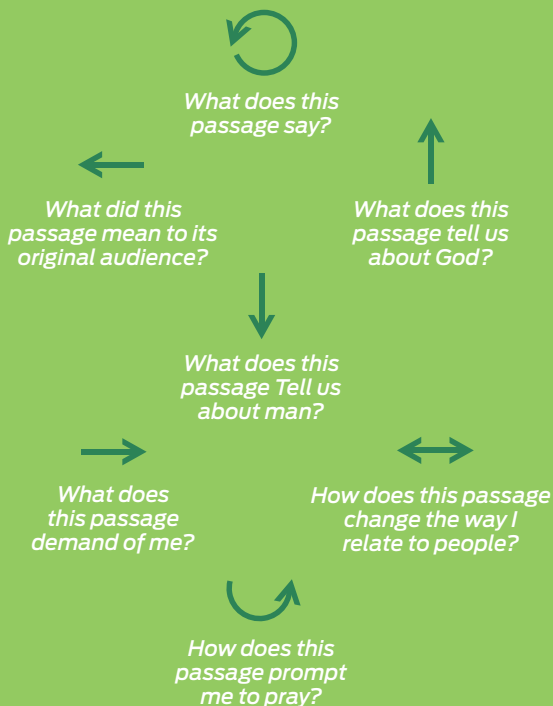 What does this
passage say?
What did this
passage mean to its
original audience?
What does this
passage tell us
about God?
What does this
passage Tell us
about man?
What does
this passage
demand of me?
How does this passage
change the way I
relate to people?
How does this
passage prompt
me to pray?